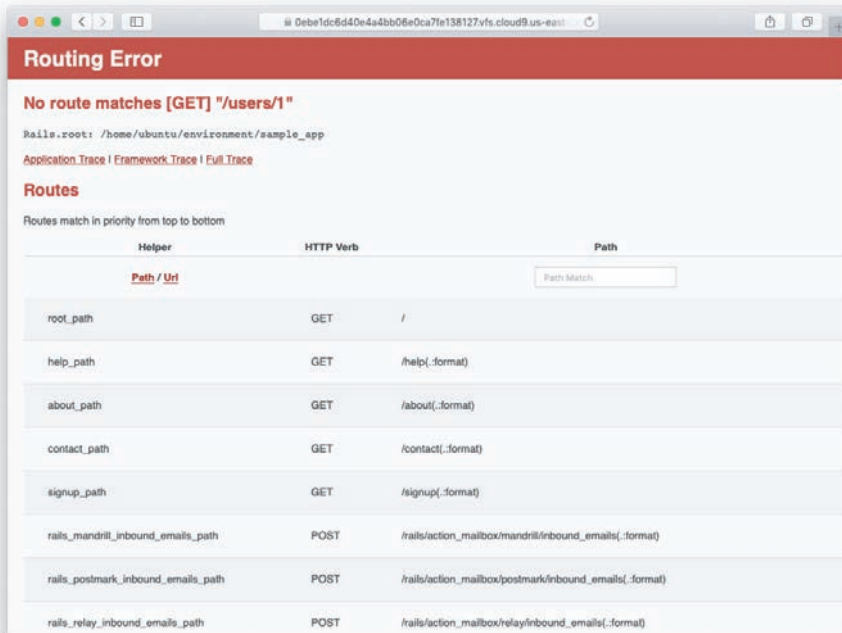 0ebe1dc6d40e4a4bb06e0ca7fe138127.vfs.cloud9.us-east
Routing Error
No route matches [GET] "/users/1"
Rails.root: /home/ubuntu/environment/sample_app
Application Trace | Framework Trace | Full Trace
Routes
Routes match in priority from top to bottom
Helper HTTP Verb Path
Path / Url Path Match
root_path GET /
help_path GET /help(.:format)
about_path GET /about(.:format)
contact_path GET /contact(.:format)
signup_path GET /signup(.:format)
rails_mandrill_inbound_emails_path POST /rails/action_mailbox/mandrill/inbound_emails(.:format)
rails_postmark_inbound_emails_path POST /rails/action_mailbox/postmark/inbound_emails(.:format)
rails_relay_inbound_emails_path POST /rails/action_mailbox/relay/inbound_emails(.:format)